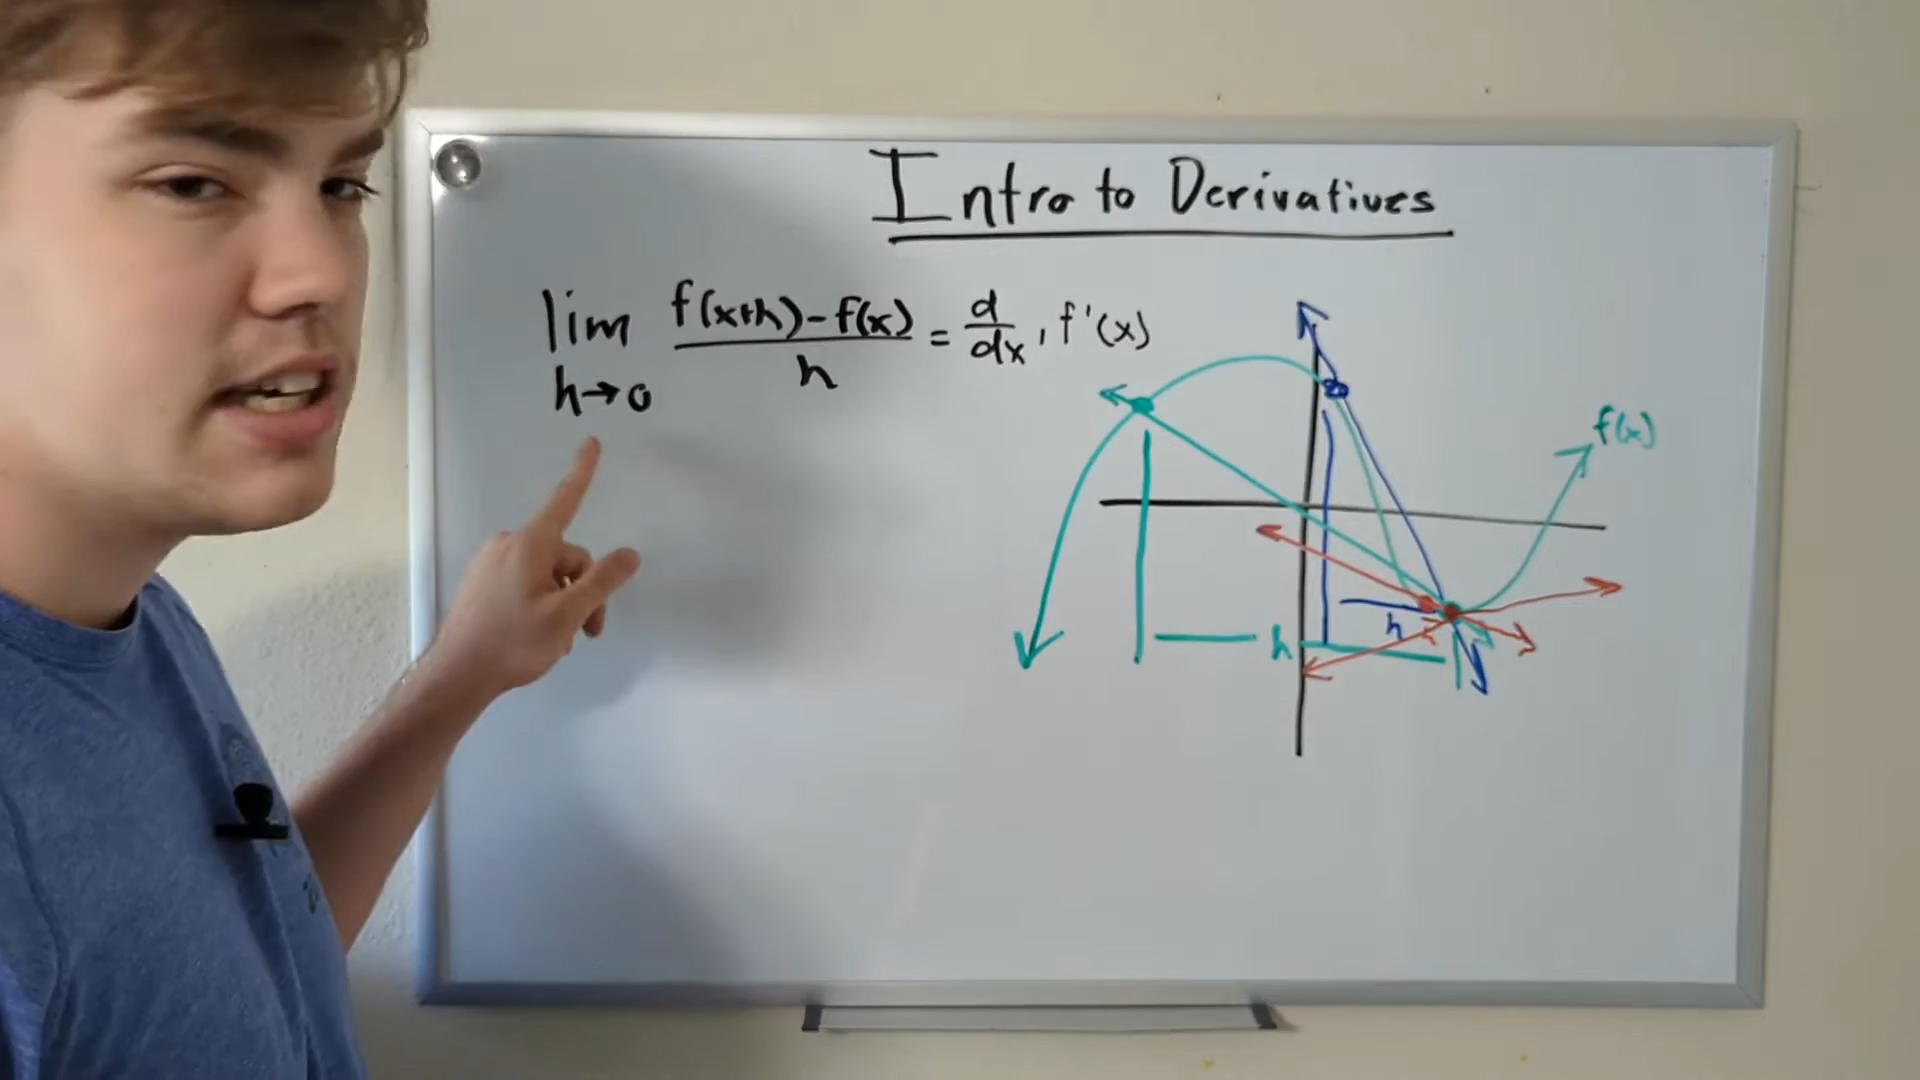 Intro to Derivatives
lim h→0 f(x+h)-f(x) / h = d/dx, f'(x)
f(x)
h
h
h